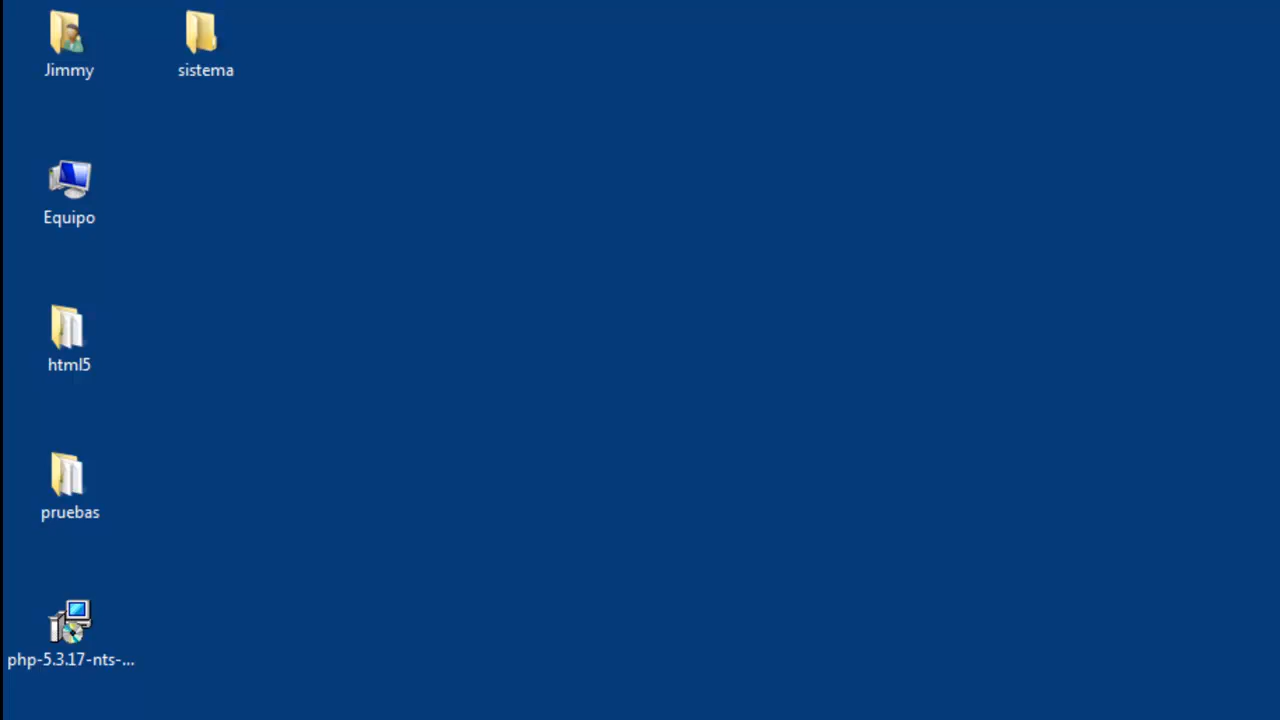 Jimmy
sistema
Equipo
html5
pruebas
php-5.3.17-nts-...